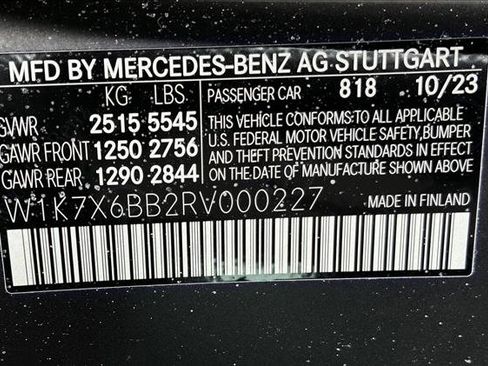 MFD BY MERCEDES-BENZ AG STUTTGART
KG LBS PASSENGER CAR 818 10/23
GVWR 2515 5545
GAWR FRONT 1250 2756
GAWR REAR 1290 2844
THIS VEHICLE CONFORMS TO ALL APPLICABLE
U.S. FEDERAL MOTOR VEHICLE SAFETY, BUMPER
AND THEFT PREVENTION STANDARDS IN EFFECT
ON THE DATE OF MANUFACTURE SHOWN ABOVE
W1K7X6BB2RV000227 MADE IN FINLAND